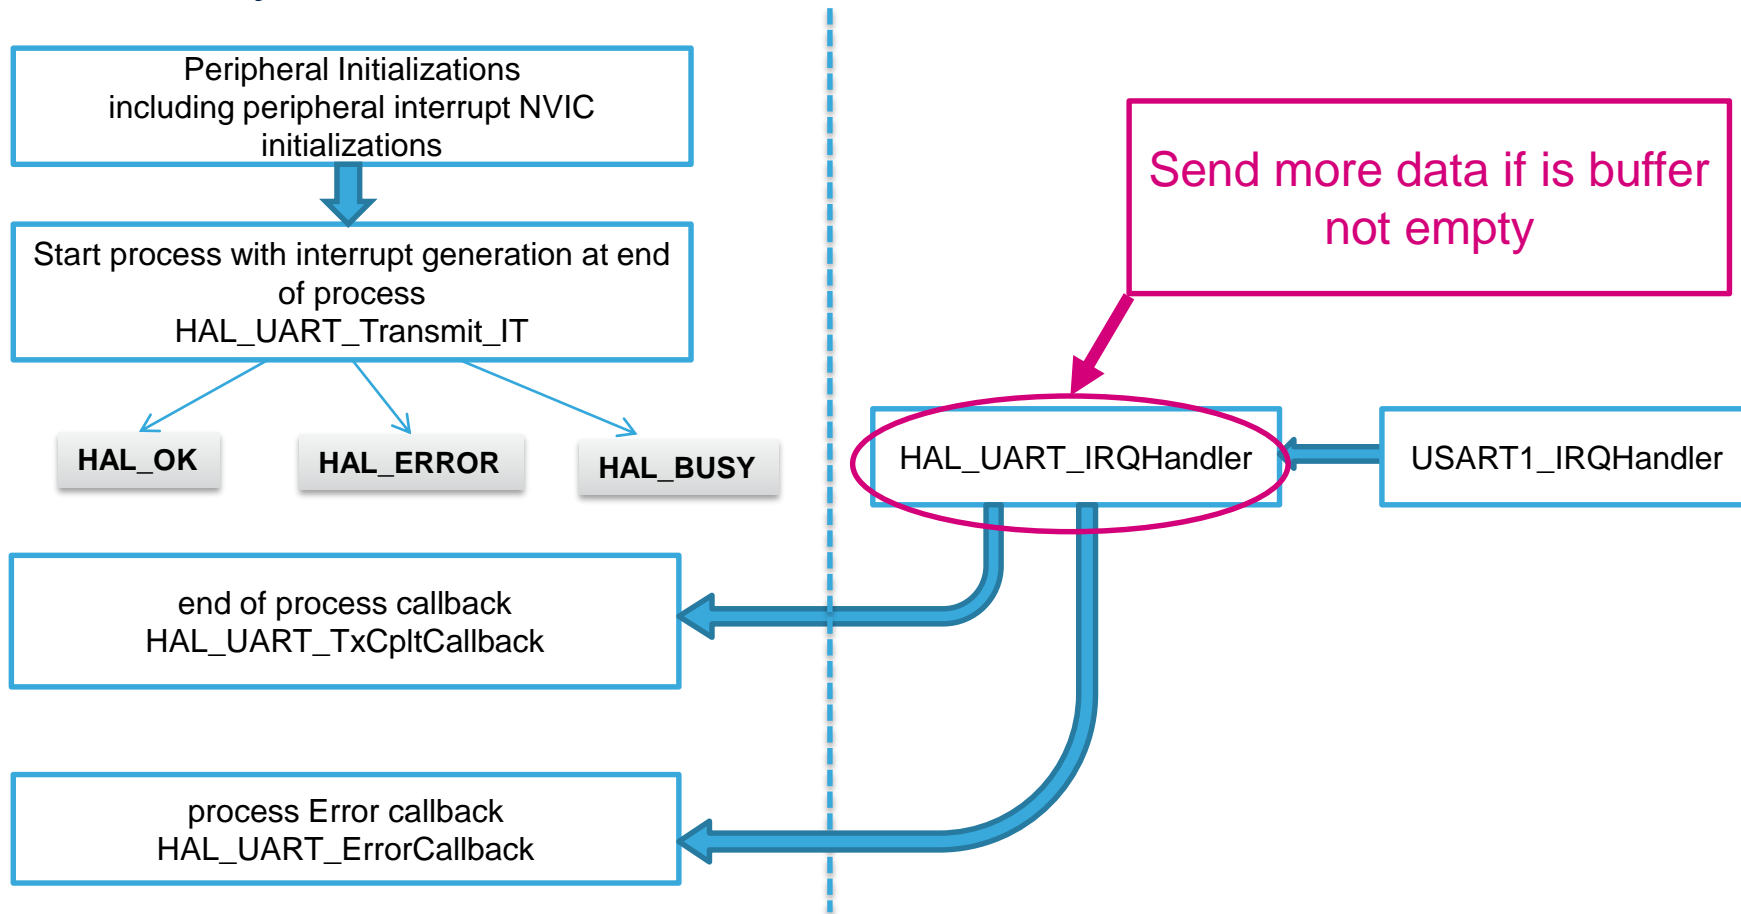 Peripheral Initializations
including peripheral interrupt NVIC
initializations
Start process with interrupt generation at end
of process
HAL_UART_Transmit_IT
HAL_OK
HAL_ERROR
HAL_BUSY
end of process callback
HAL_UART_TxCpltCallback
process Error callback
HAL_UART_ErrorCallback
Send more data if is buffer
not empty
HAL_UART_IRQHandler
USART1_IRQHandler